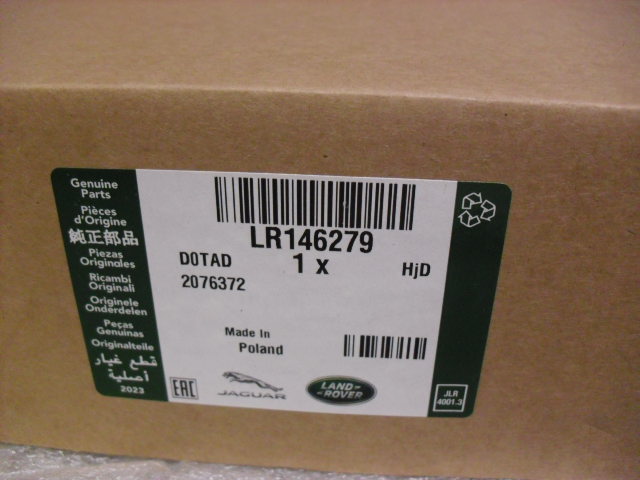 Genuine
Parts
Pièces
d'Origine
純正部品
Piezas
Originales
Ricambi
Originali
Originele
Onderdelen
Peças
Genuínas
Originalteile
قطع غيار
أصلية
2023
LR146279
1 x
HjD
D0TAD
2076372
Made In
Poland
EAC
JAGUAR
LAND-
-ROVER
JLR
4001.3